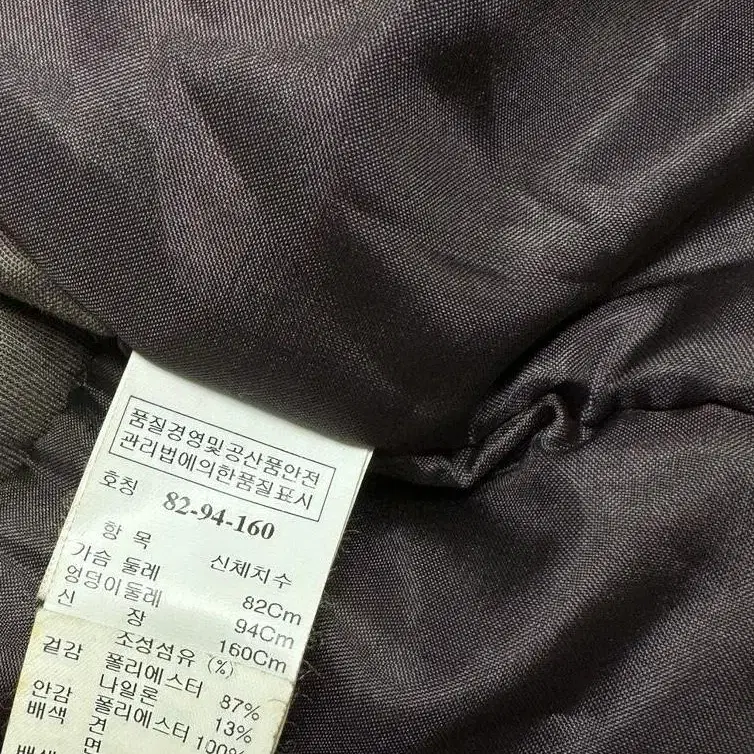 품질경영및공산품안전
관리법에의한품질표시
호칭 82-94-160
항 목 신체치수
가슴 둘레 82Cm
엉덩이둘레 94Cm
신 장 160Cm
조성섬유 (%)
겉감 폴리에스터 87%
나일론 13%
안감 폴리에스터 100%
배색 견
배색 면